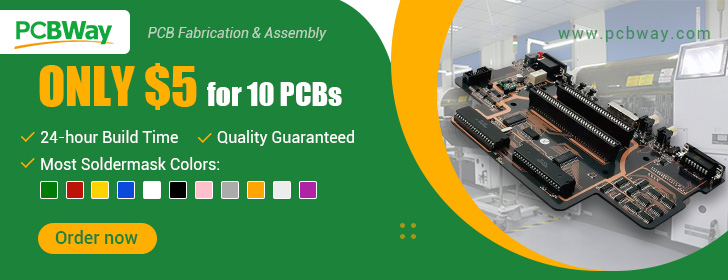 PCBWay
PCB Fabrication & Assembly
www.pcbway.com
ONLY $5 for 10 PCBs
24-hour Build Time
Quality Guaranteed
Most Soldermask Colors:
Order now